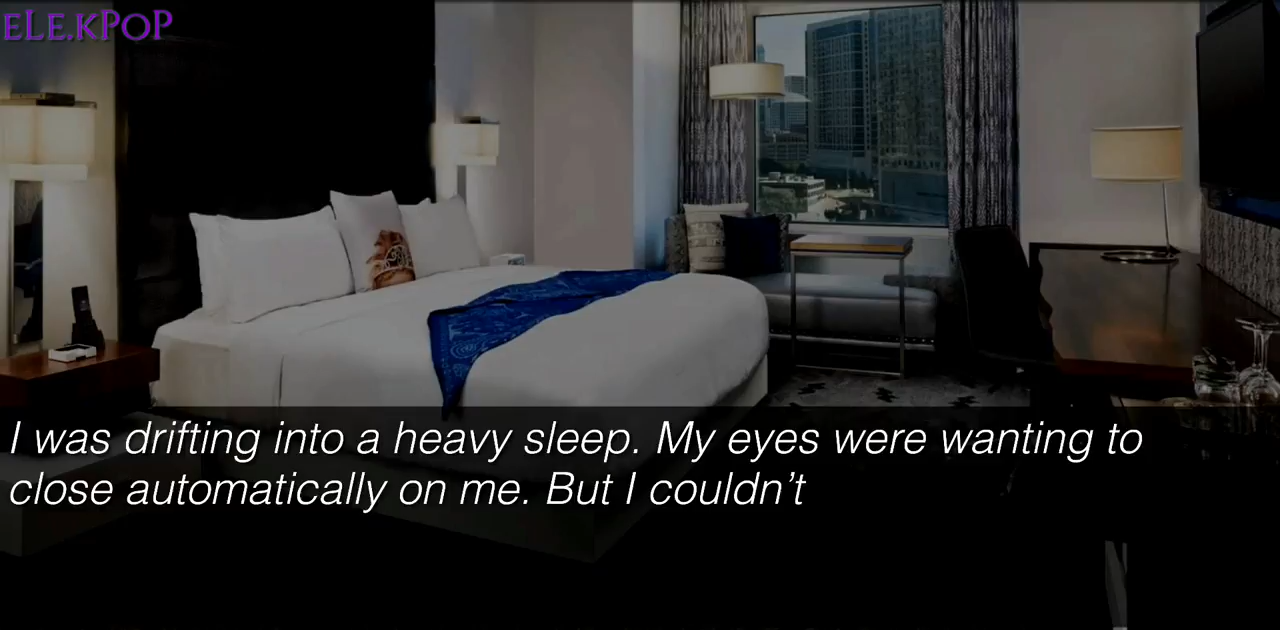 ELE.KPOP
I was drifting into a heavy sleep. My eyes were wanting to
close automatically on me. But I couldn’t